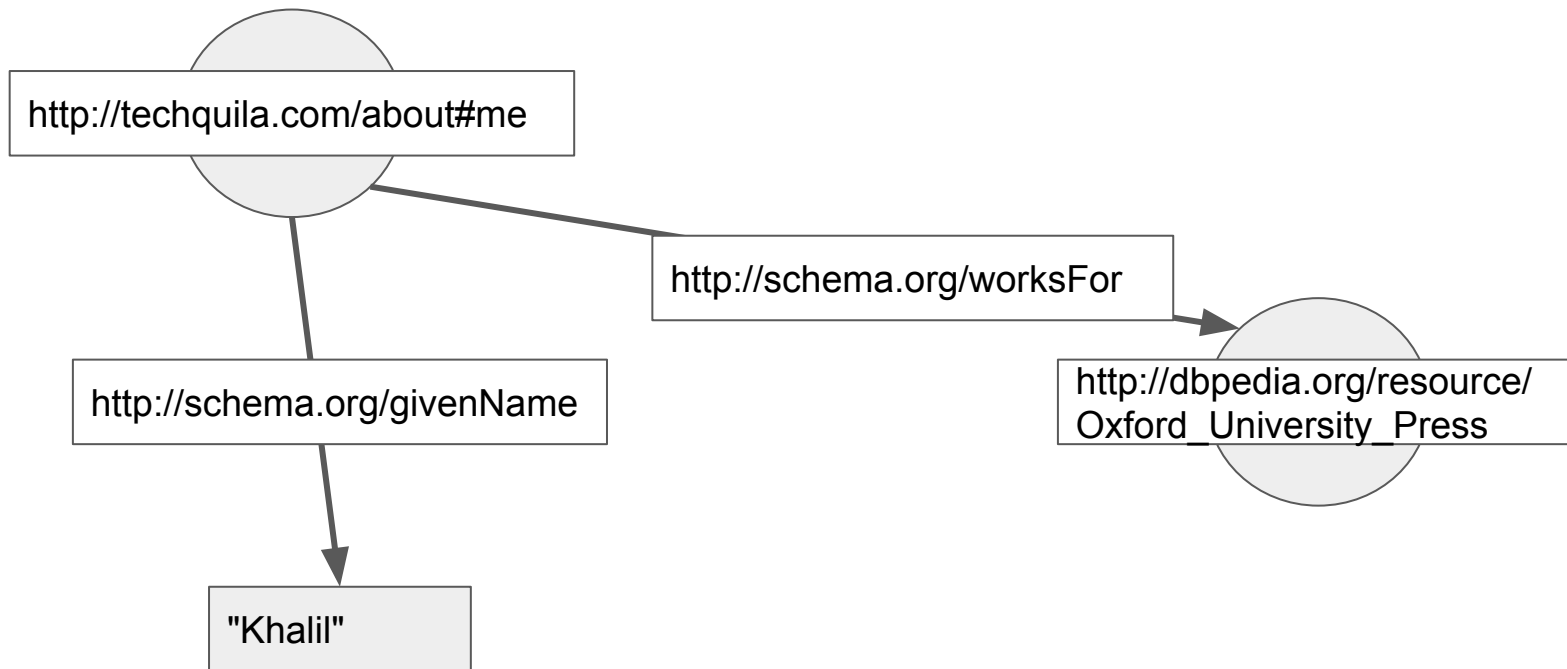 http://techquila.com/about#me
http://schema.org/worksFor
http://schema.org/givenName
http://dbpedia.org/resource/
Oxford_University_Press
"Khalil"